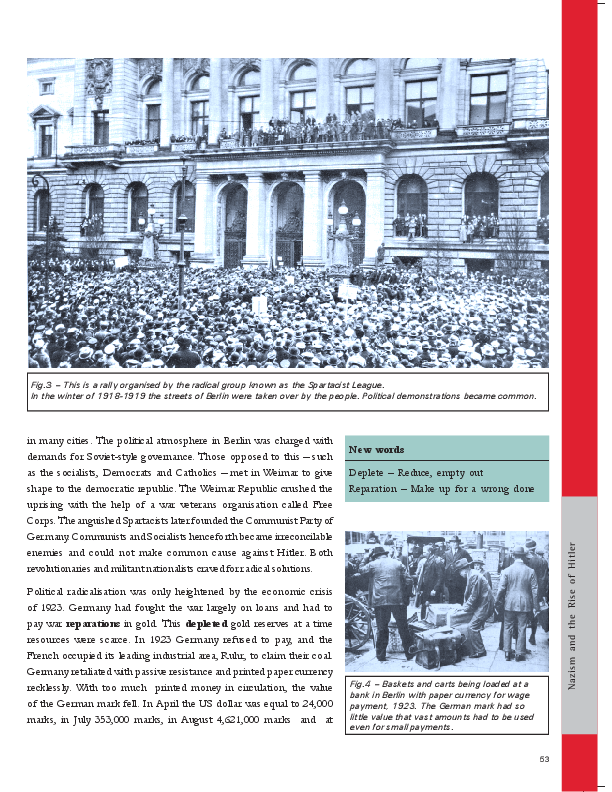 Fig.3 – This is a rally organised by the radical group known as the Spartacist League.
In the winter of 1918-1919 the streets of Berlin were taken over by the people. Political demonstrations became common.
in many cities. The political atmosphere in Berlin was charged with
demands for Soviet-style governance. Those opposed to this – such
as the socialists, Democrats and Catholics – met in Weimar to give
shape to the democratic republic. The Weimar Republic crushed the
uprising with the help of a war veterans organisation called Free
Corps. The anguished Spartacists later founded the Communist Party of
Germany. Communists and Socialists henceforth became irreconcilable
enemies and could not make common cause against Hitler. Both
revolutionaries and militant nationalists craved for radical solutions.
Political radicalisation was only heightened by the economic crisis
of 1923. Germany had fought the war largely on loans and had to
pay war reparations in gold. This depleted gold reserves at a time
resources were scarce. In 1923 Germany refused to pay, and the
French occupied its leading industrial area, Ruhr, to claim their coal.
Germany retaliated with passive resistance and printed paper currency
recklessly. With too much printed money in circulation, the value
of the German mark fell. In April the US dollar was equal to 24,000
marks, in July 353,000 marks, in August 4,621,000 marks and at
New words
Deplete – Reduce, empty out
Reparation – Make up for a wrong done
Fig.4 – Baskets and carts being loaded at a
bank in Berlin with paper currency for wage
payment, 1923. The German mark had so
little value that vast amounts had to be used
even for small payments.
Nazism and the Rise of Hitler
53